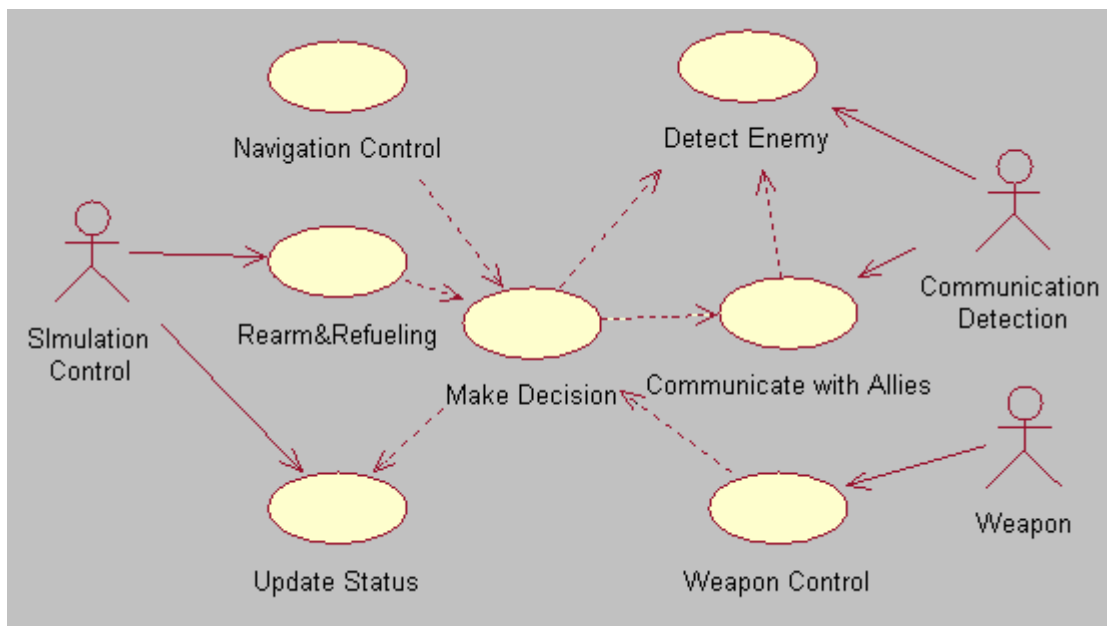 Navigation Control
Detect Enemy
SImulation
Control
Rearm&Refueling
Make Decision
Communicate with Allies
Communication
Detection
Update Status
Weapon Control
Weapon